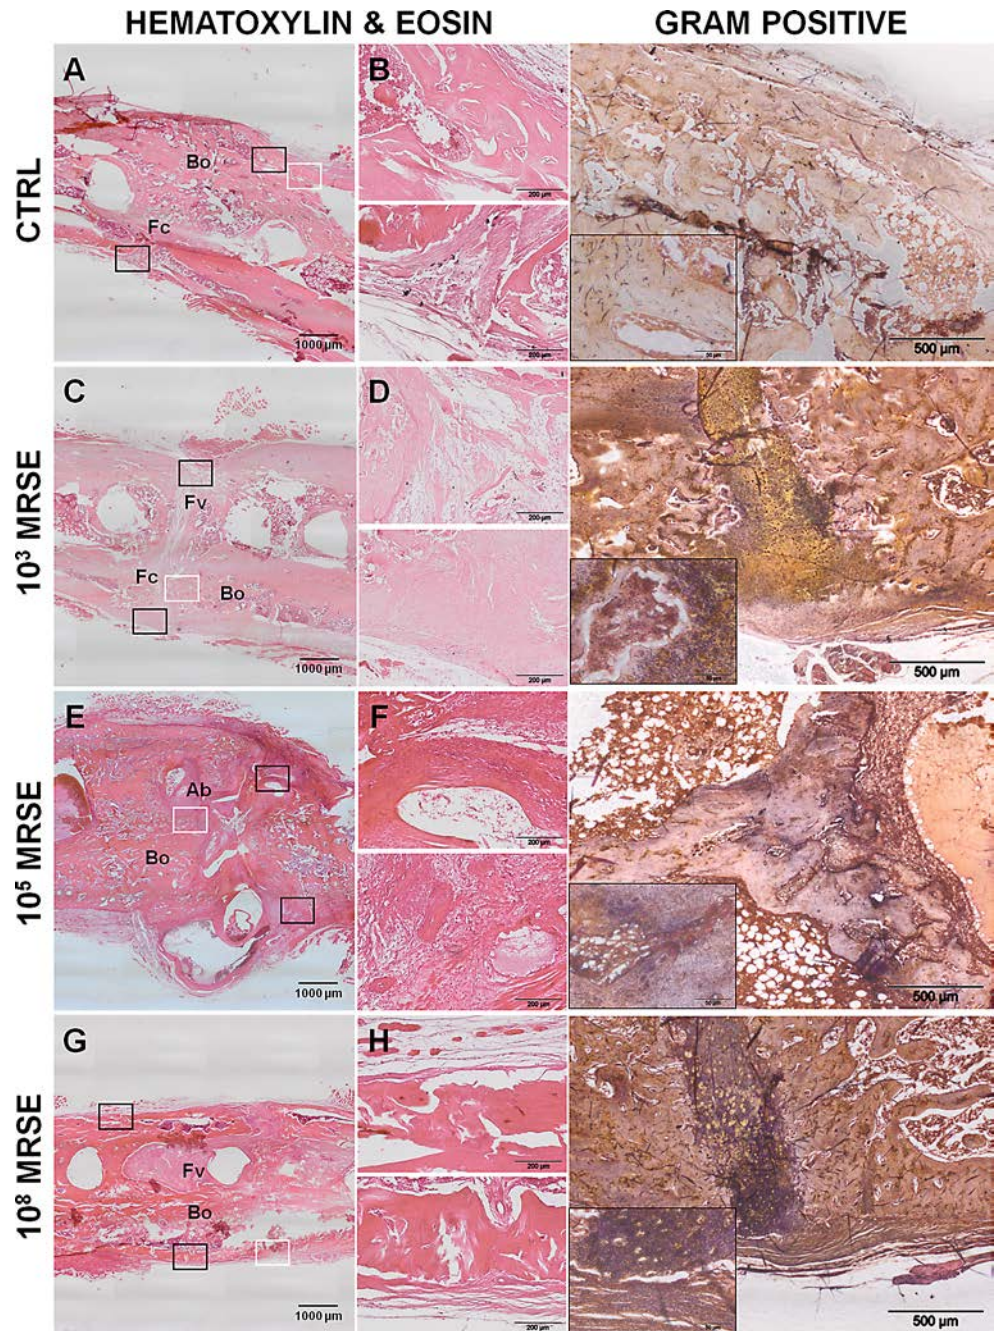 HEMATOXYLIN & EOSIN
GRAM POSITIVE
CTRL
A
Bo
Fc
1000 µm
B
200 µm
200 µm
500 µm
10³ MRSE
C
Fv
Fc
Bo
1000 µm
D
200 µm
200 µm
500 µm
10⁵ MRSE
E
Ab
Bo
1000 µm
F
200 µm
200 µm
500 µm
10⁸ MRSE
G
Fv
Bo
1000 µm
H
200 µm
200 µm
500 µm